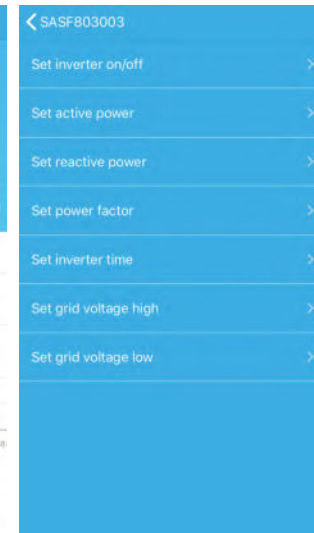 SASF803003
Set inverter on/off
Set active power
Set reactive power
Set power factor
Set inverter time
Set grid voltage high
Set grid voltage low